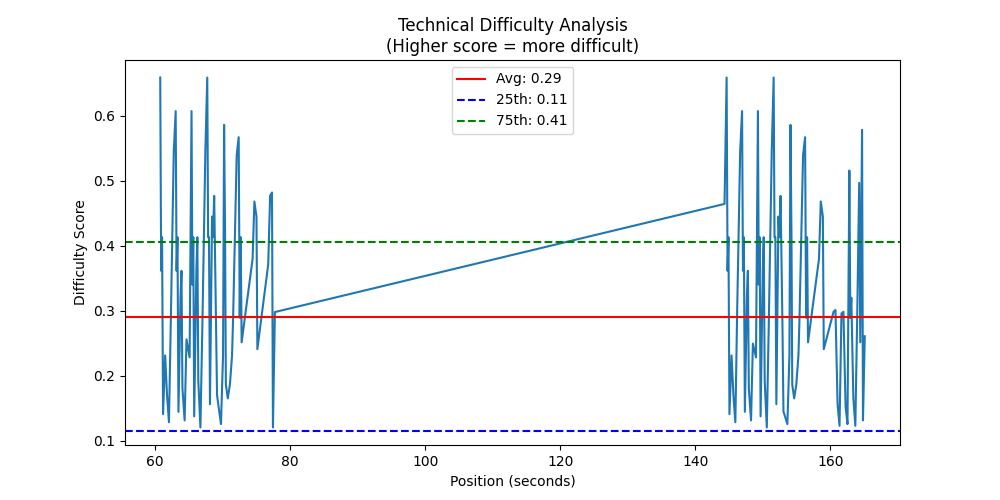 Technical Difficulty Analysis
(Higher score = more difficult)
Avg: 0.29
25th: 0.11
75th: 0.41
Difficulty Score
0.6
0.5
0.4
0.3
0.2
0.1
60 80 100 120 140 160
Position (seconds)